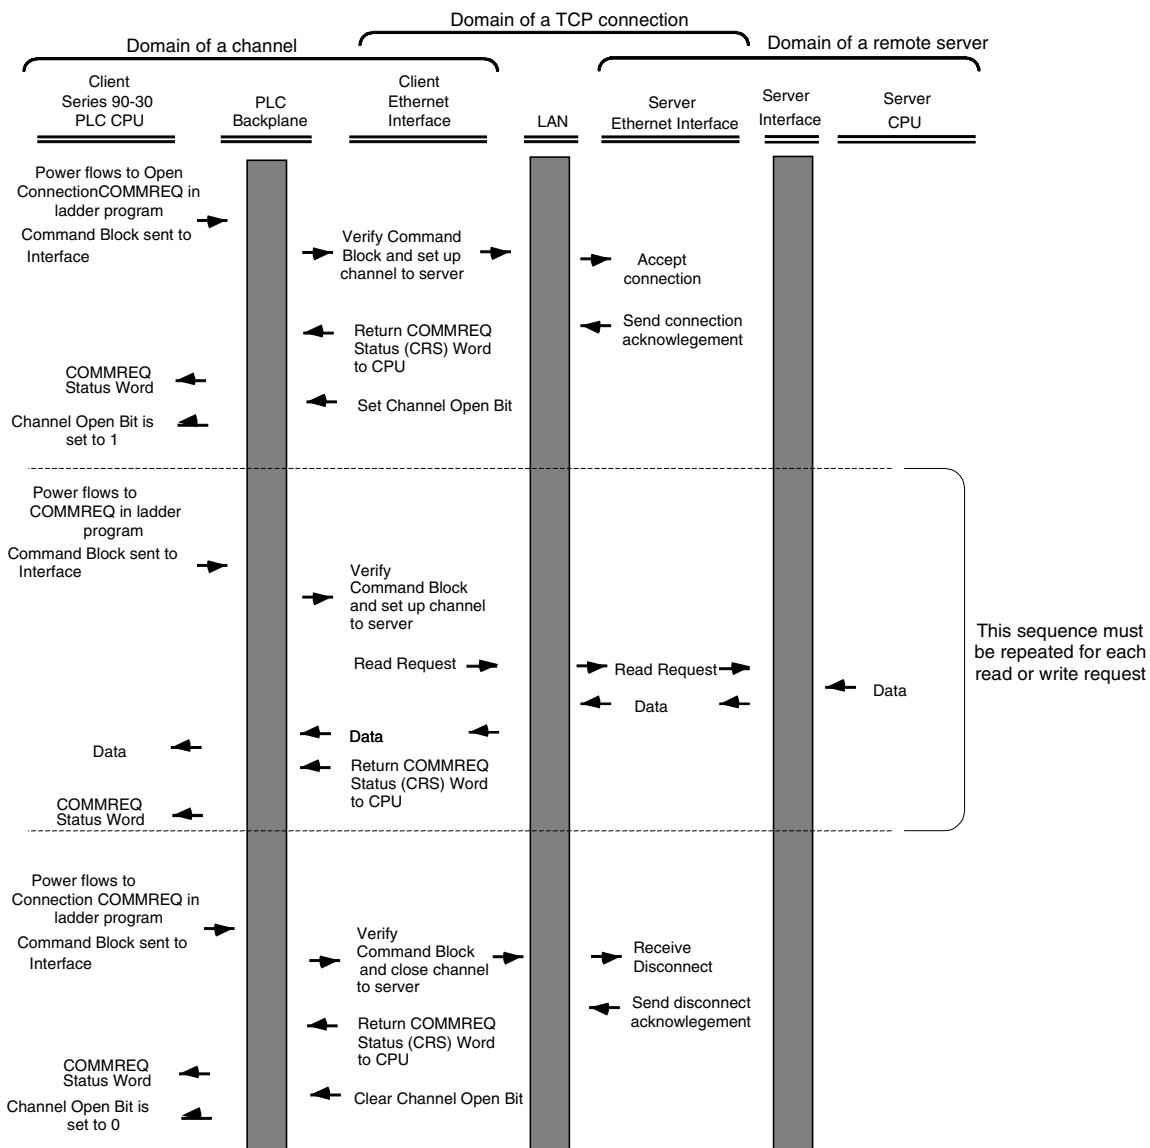 Domain of a TCP connection
Domain of a channel
Domain of a remote server
Client
Series 90-30
PLC CPU
PLC
Backplane
Client
Ethernet
Interface
LAN
Server
Ethernet Interface
Server
Interface
Server
CPU
Power flows to Open
ConnectionCOMMREQ in
ladder program
Command Block sent to
Interface
Verify Command
Block and set up
channel to server
Accept
connection
Send connection
acknowlegement
Return COMMREQ
Status (CRS) Word
to CPU
COMMREQ
Status Word
Set Channel Open Bit
Channel Open Bit is
set to 1
Power flows to
COMMREQ in ladder
program
Command Block sent to
Interface
Verify
Command Block
and set up channel
to server
Read Request
Read Request
Data
Data
Data
Data
Return COMMREQ
Status (CRS) Word
to CPU
COMMREQ
Status Word
This sequence must
be repeated for each
read or write request
Power flows to
Connection COMMREQ in
ladder program
Command Block sent to
Interface
Verify
Command Block
and close channel
to server
Receive
Disconnect
Send disconnect
acknowlegement
Return COMMREQ
Status (CRS) Word
to CPU
COMMREQ
Status Word
Clear Channel Open Bit
Channel Open Bit is
set to 0